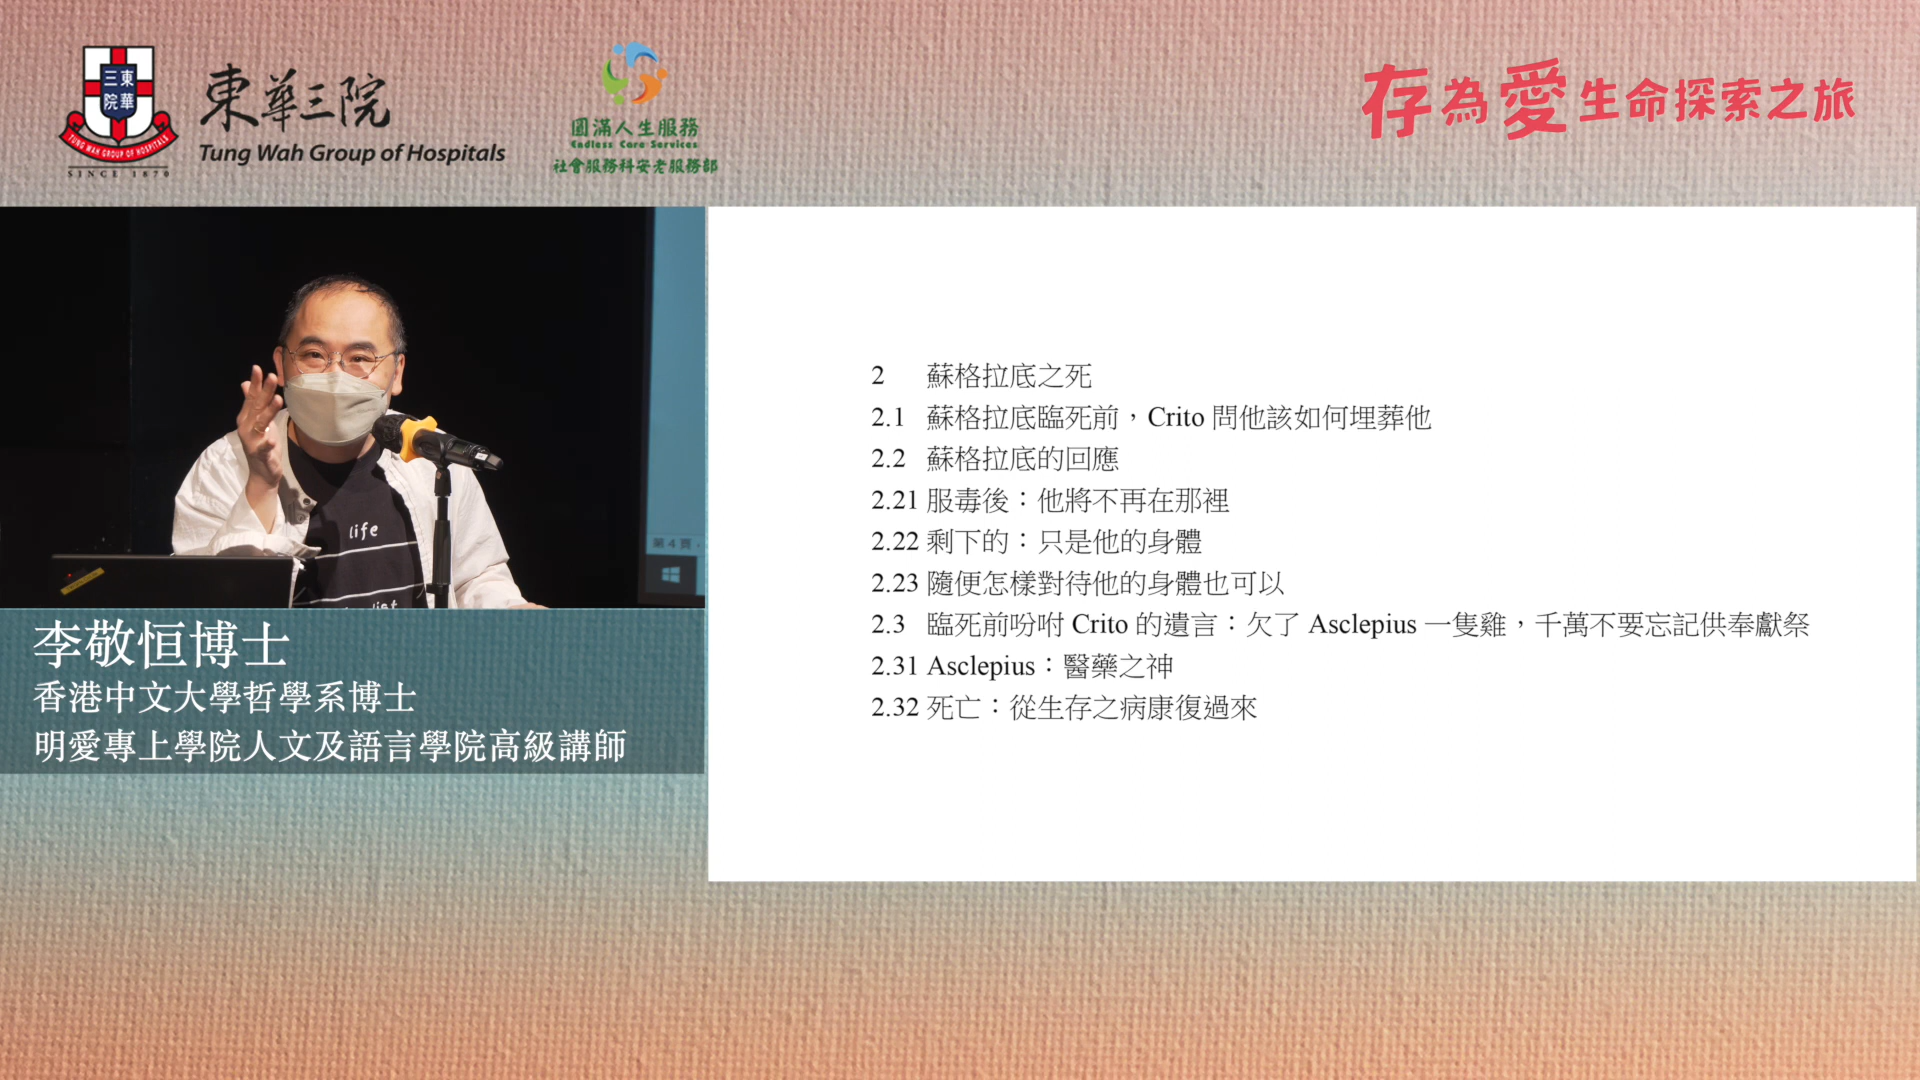 東華三院
TUNG WAH GROUP OF HOSPITALS
SINCE 1870
東華三院
Tung Wah Group of Hospitals
圓滿人生服務
Endless Care Services
社會服務科安老服務部
存為愛生命探索之旅
life
第 4 頁，
李敬恒博士
香港中文大學哲學系博士
明愛專上學院人文及語言學院高級講師
2 蘇格拉底之死
2.1 蘇格拉底臨死前，Crito 問他該如何埋葬他
2.2 蘇格拉底的回應
2.21 服毒後：他將不再在那裡
2.22 剩下的：只是他的身體
2.23 隨便怎樣對待他的身體也可以
2.3 臨死前吩咐 Crito 的遺言：欠了 Asclepius 一隻雞，千萬不要忘記供奉獻祭
2.31 Asclepius：醫藥之神
2.32 死亡：從生存之病康復過來